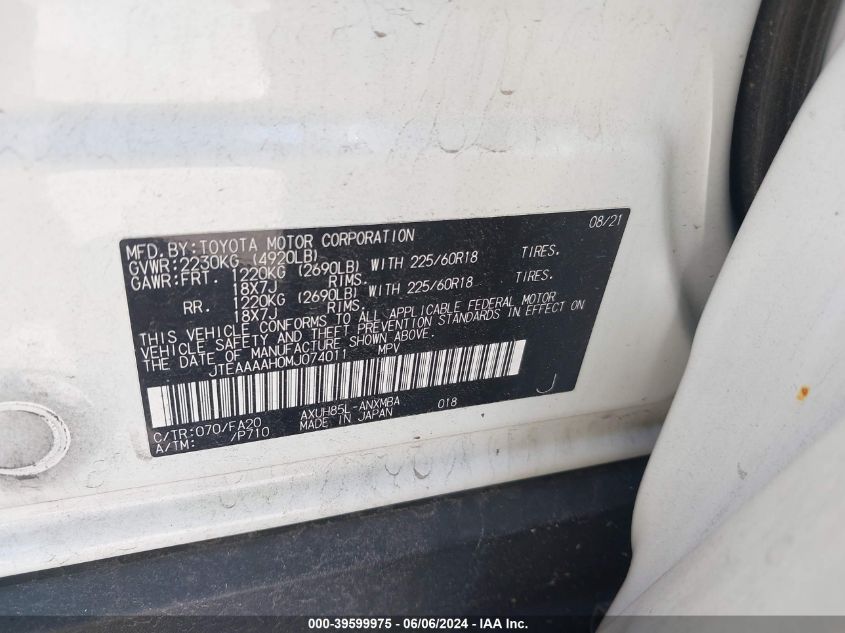 08/21
MFD. BY: TOYOTA MOTOR CORPORATION
GVWR: 2230KG (4920LB)
GAWR: FRT. 1220KG (2690LB) WITH 225/60R18 TIRES.
18X7J RIMS.
RR. 1220KG (2690LB) WITH 225/60R18 TIRES.
18X7J RIMS.
THIS VEHICLE CONFORMS TO ALL APPLICABLE FEDERAL MOTOR
VEHICLE SAFETY AND THEFT PREVENTION STANDARDS IN EFFECT ON
THE DATE OF MANUFACTURE SHOWN ABOVE.
JTEAAAAH0MJ074011 MPV
J
C/TR: 070/FA20 AXUH85L-ANXMBA 018
A/TM: /P710 MADE IN JAPAN
000-39599975 - 06/06/2024 - IAA Inc.